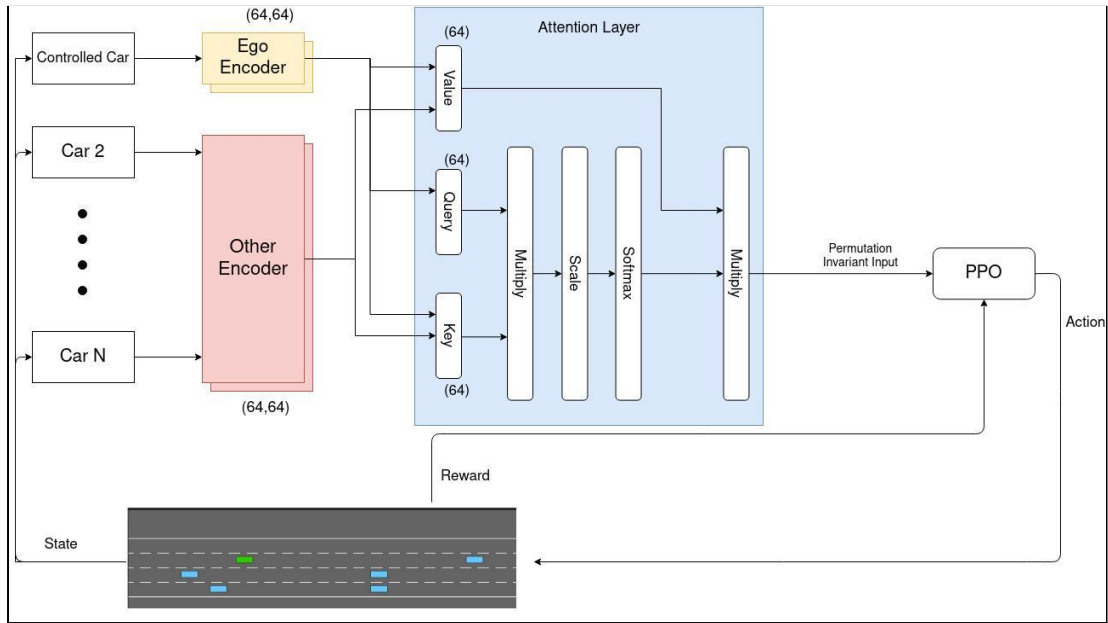 (64,64)
Attention Layer
Controlled Car
Ego
Encoder
(64)
Value
Car 2
(64)
Query
Other
Encoder
Multiply
Scale
Softmax
Multiply
Permutation
Invariant Input
PPO
Action
Key
(64)
Car N
(64,64)
Reward
State